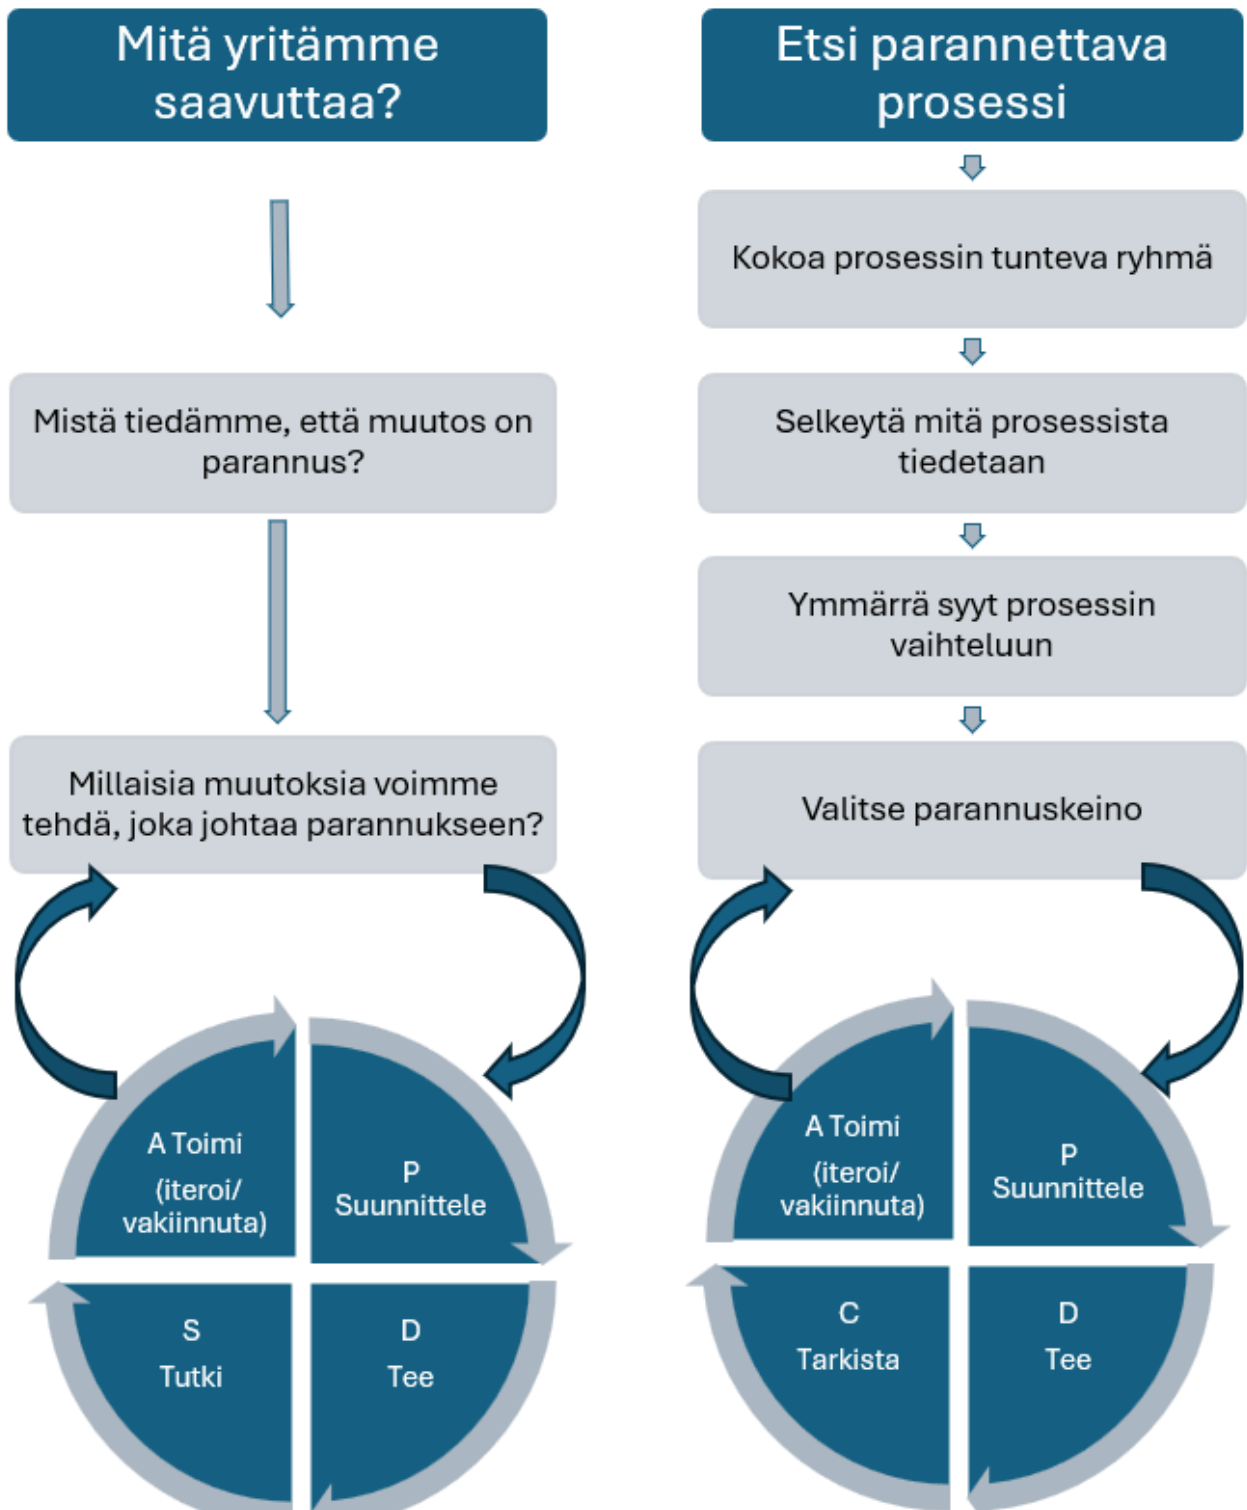 Mitä yritämme
saavuttaa?
Mistä tiedämme, että muutos on
parannus?
Millaisia muutoksia voimme
tehdä, joka johtaa parannukseen?
A Toimi
(iteroi/
vakiinnuta)
P
Suunnittele
S
Tutki
D
Tee
Etsi parannettava
prosessi
Kokoa prosessin tunteva ryhmä
Selkeytä mitä prosessista
tiedetaan
Ymmärrä syyt prosessin
vaihteluun
Valitse parannuskeino
A Toimi
(iteroi/
vakiinnuta)
P
Suunnittele
C
Tarkista
D
Tee